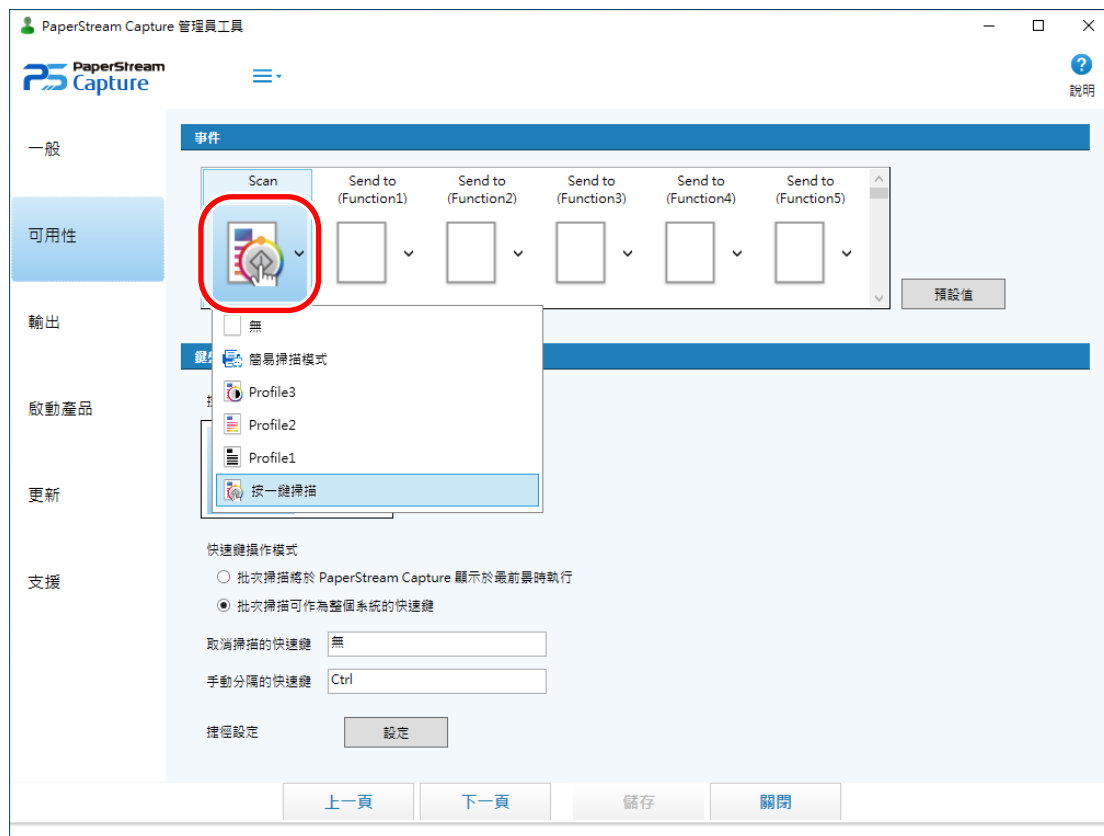 PaperStream Capture 管理員工具
PaperStream
Capture
說明
一般
可用性
輸出
啟動產品
更新
支援
事件
Scan
Send to
(Function1)
Send to
(Function2)
Send to
(Function3)
Send to
(Function4)
Send to
(Function5)
預設值
無
簡易掃描模式
Profile3
Profile2
Profile1
按一鍵掃描
快速鍵操作模式
批次掃描將於 PaperStream Capture 顯示於最前景時執行
批次掃描可作為整個系統的快速鍵
取消掃描的快速鍵 無
手動分隔的快速鍵 Ctrl
捷徑設定 設定
上一頁 下一頁 儲存 關閉